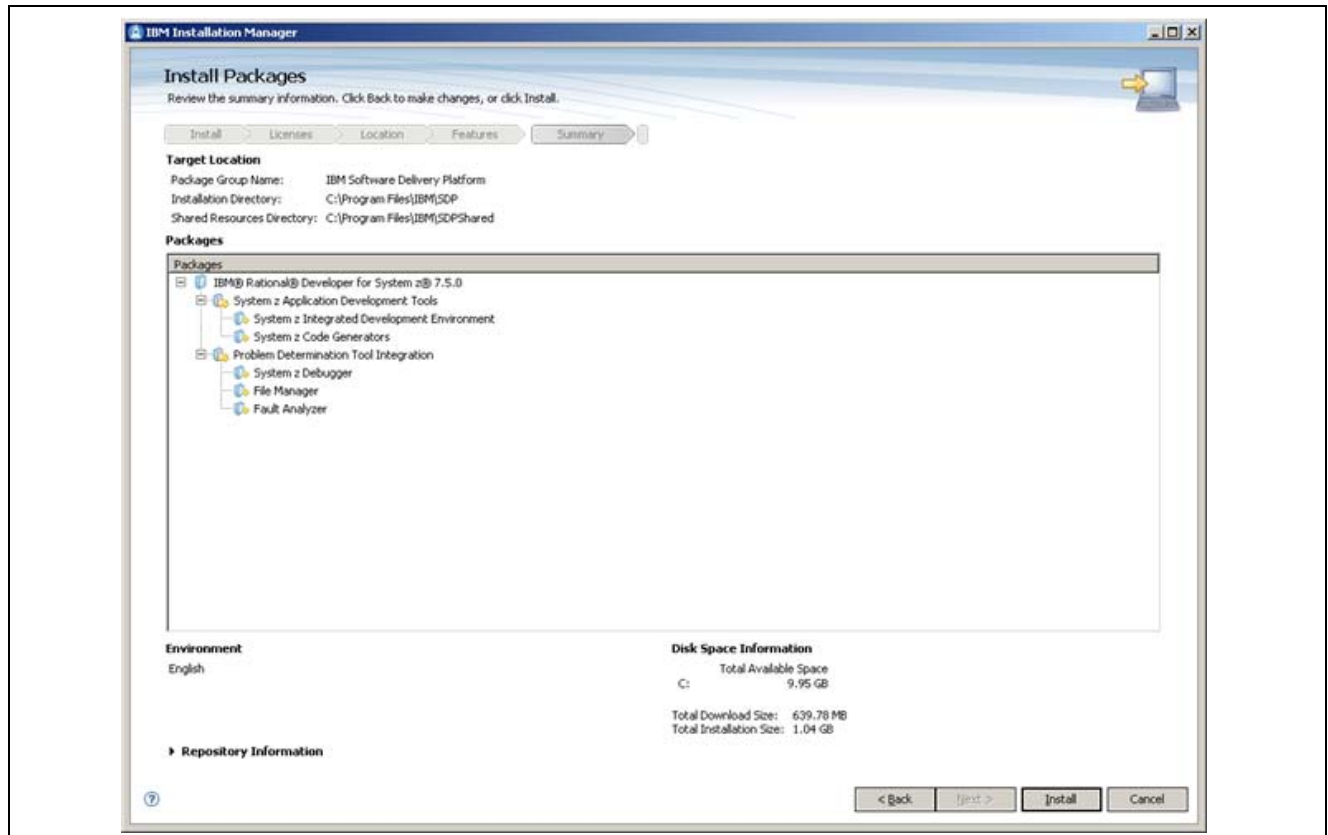 IBM Installation Manager
Install Packages
Review the summary information. Click Back to make changes, or click Install.
Install Licenses Location Features Summary
Target Location
Package Group Name: IBM Software Delivery Platform
Installation Directory: C:\Program Files\IBM\SDP
Shared Resources Directory: C:\Program Files\IBM\SDPShared
Packages
Packages
IBM® Rational® Developer for System z® 7.5.0
System z Application Development Tools
System z Integrated Development Environment
System z Code Generators
Problem Determination Tool Integration
System z Debugger
File Manager
Fault Analyzer
Environment
English
Disk Space Information
Total Available Space
C: 9.95 GB
Total Download Size: 639.78 MB
Total Installation Size: 1.04 GB
Repository Information
? < Back Next > Install Cancel